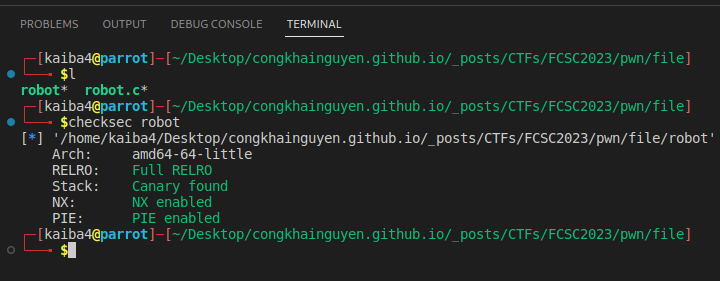 PROBLEMS OUTPUT DEBUG CONSOLE TERMINAL
┌─[kaiba4@parrot]─[~/Desktop/congkhainguyen.github.io/_posts/CTFs/FCSC2023/pwn/file]
└──╼ $l
robot* robot.c*
┌─[kaiba4@parrot]─[~/Desktop/congkhainguyen.github.io/_posts/CTFs/FCSC2023/pwn/file]
└──╼ $checksec robot
[*] '/home/kaiba4/Desktop/congkhainguyen.github.io/_posts/CTFs/FCSC2023/pwn/file/robot'
Arch: amd64-64-little
RELRO: Full RELRO
Stack: Canary found
NX: NX enabled
PIE: PIE enabled
┌─[kaiba4@parrot]─[~/Desktop/congkhainguyen.github.io/_posts/CTFs/FCSC2023/pwn/file]
└──╼ $